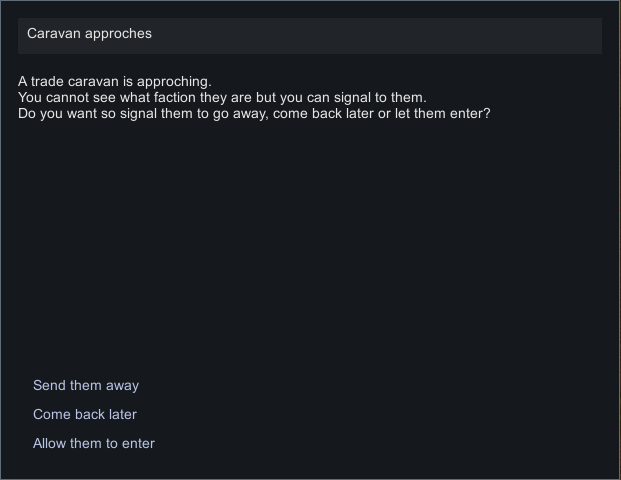 Caravan approches
A trade caravan is approching.
You cannot see what faction they are but you can signal to them.
Do you want so signal them to go away, come back later or let them enter?
Send them away
Come back later
Allow them to enter